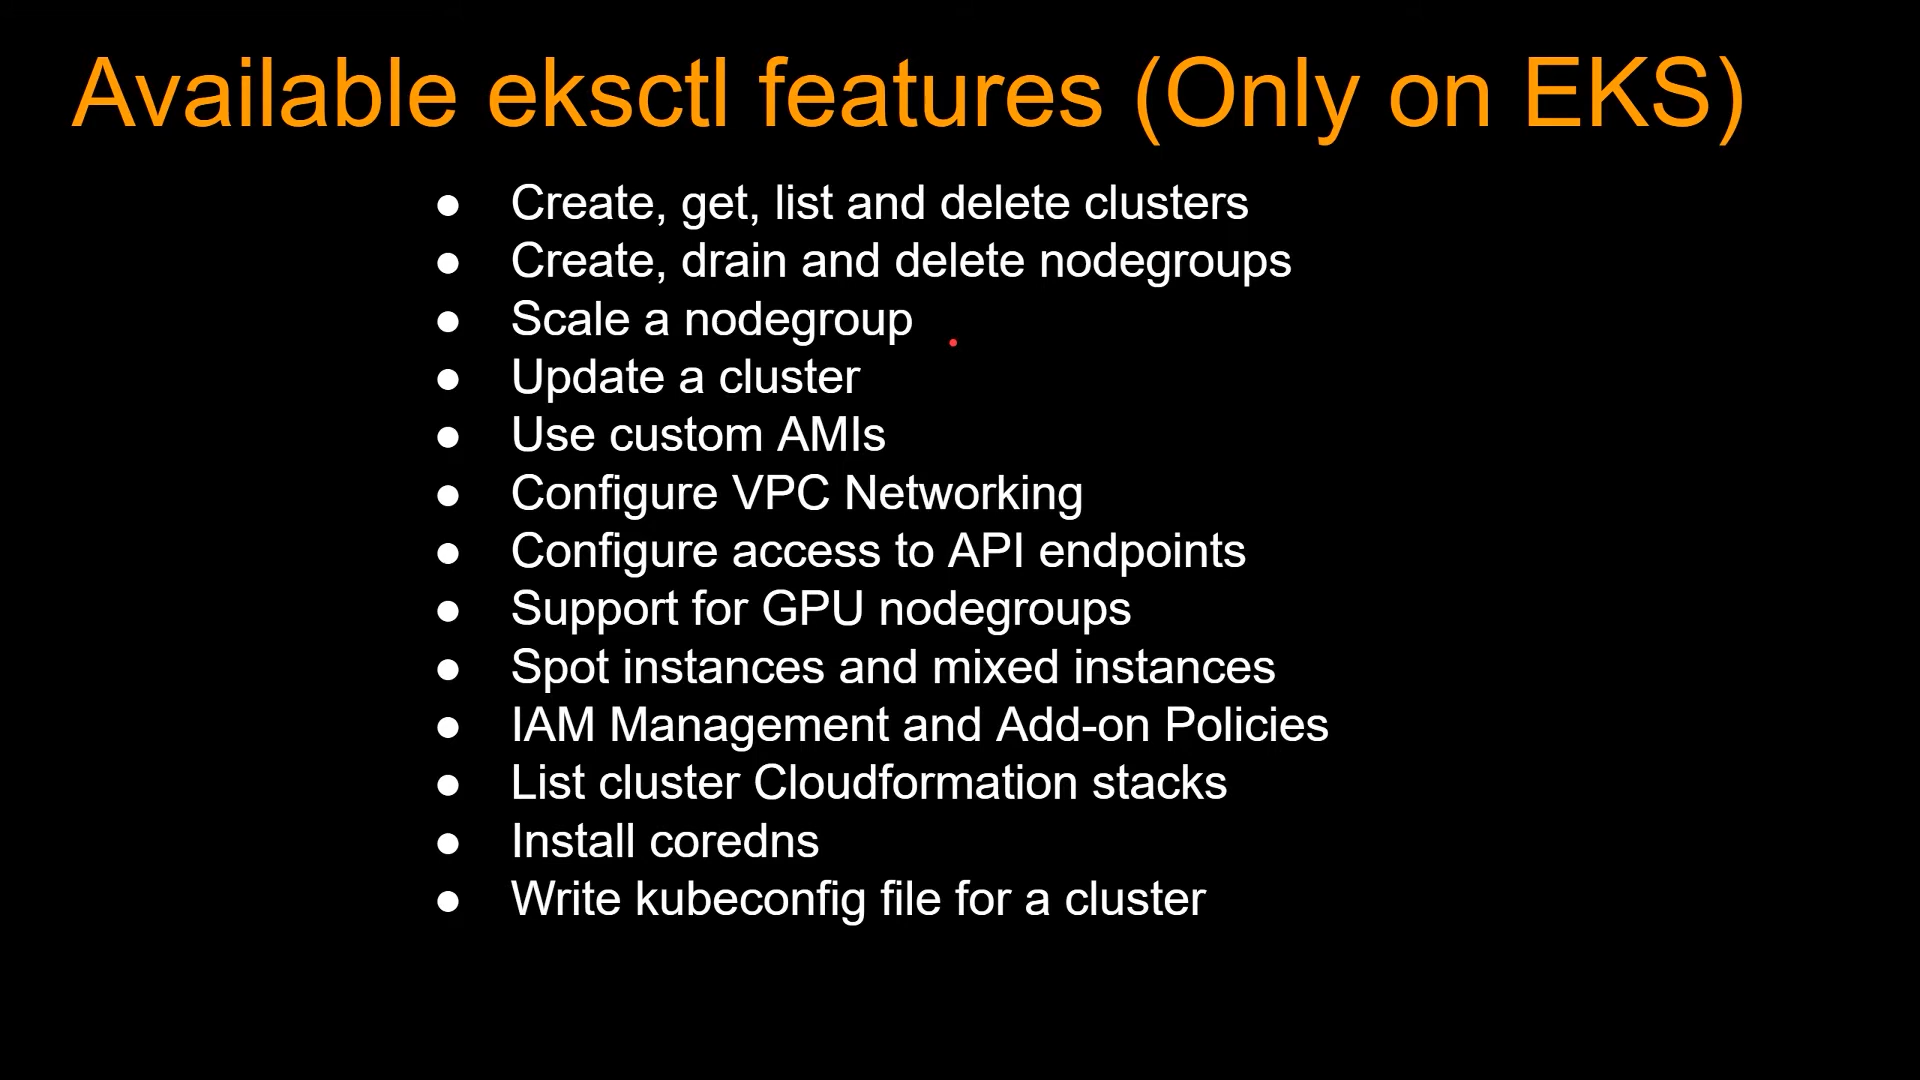 Available eksctl features (Only on EKS)
● Create, get, list and delete clusters
● Create, drain and delete nodegroups
● Scale a nodegroup
● Update a cluster
● Use custom AMIs
● Configure VPC Networking
● Configure access to API endpoints
● Support for GPU nodegroups
● Spot instances and mixed instances
● IAM Management and Add-on Policies
● List cluster Cloudformation stacks
● Install coredns
● Write kubeconfig file for a cluster